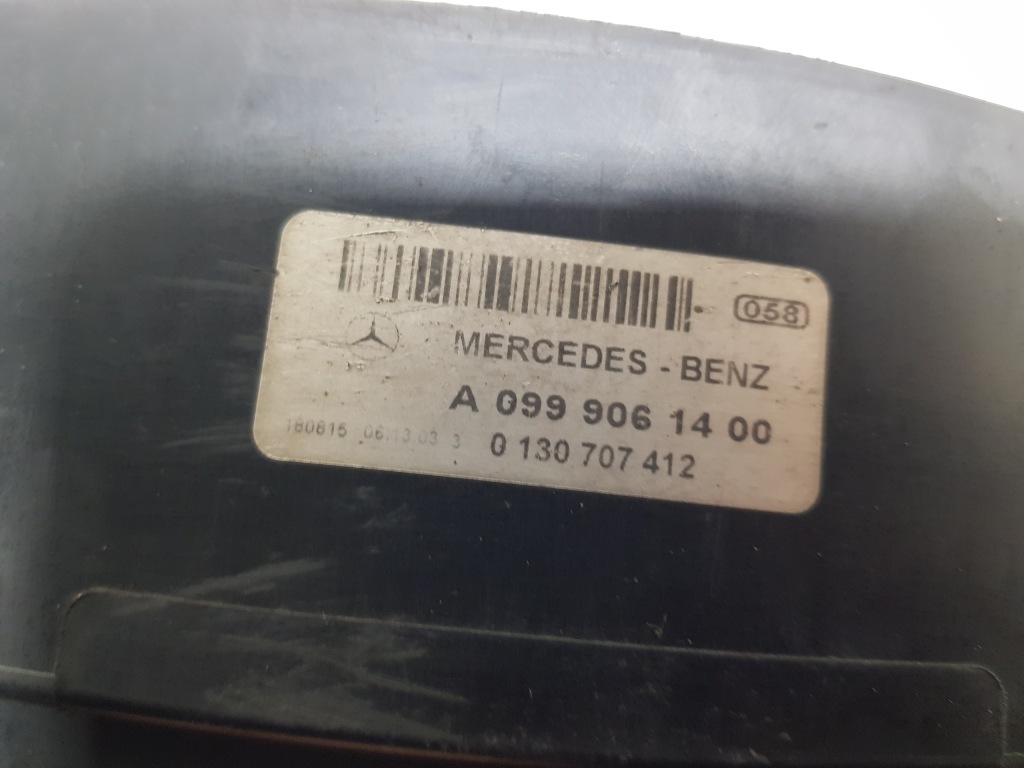 058
MERCEDES - BENZ
A 099 906 14 00
180815 06:13:03 3 0 130 707 412